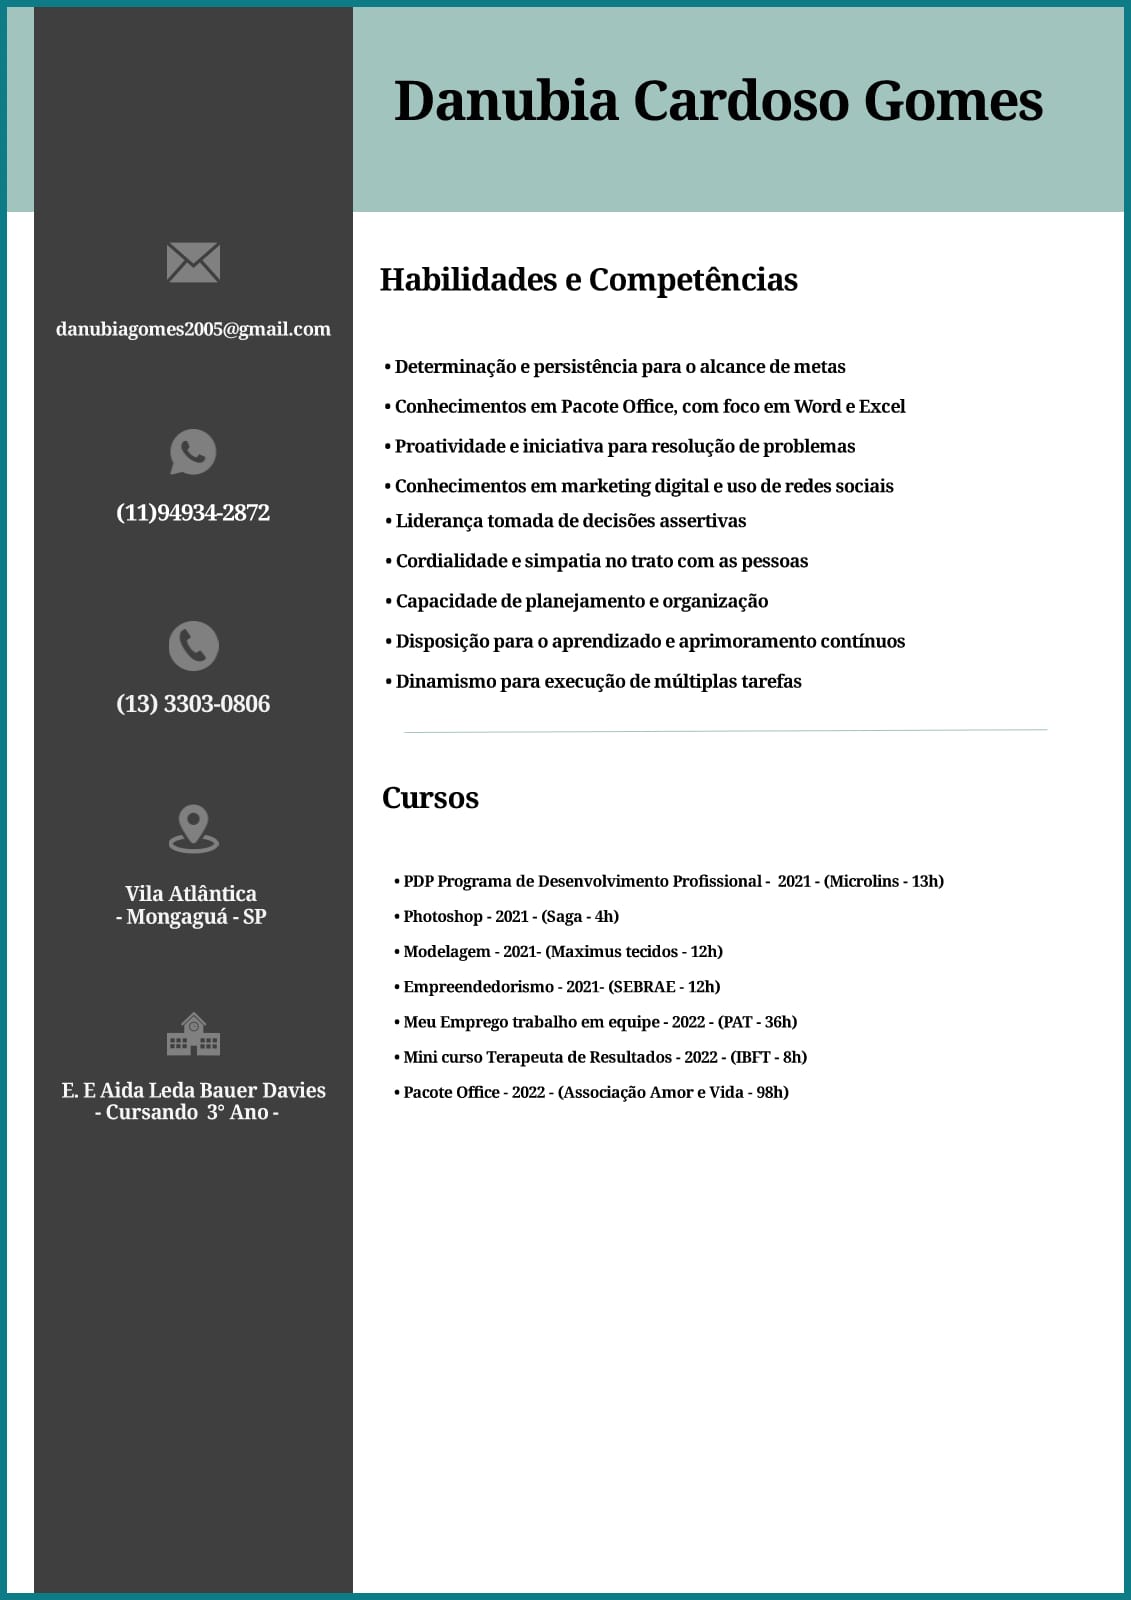 Danubia Cardoso Gomes
danubiagomes2005@gmail.com
(11)94934-2872
(13) 3303-0806
Vila Atlântica
- Mongaguá - SP
E. E Aida Leda Bauer Davies
- Cursando 3° Ano -
Habilidades e Competências
• Determinação e persistência para o alcance de metas
• Conhecimentos em Pacote Office, com foco em Word e Excel
• Proatividade e iniciativa para resolução de problemas
• Conhecimentos em marketing digital e uso de redes sociais
• Liderança tomada de decisões assertivas
• Cordialidade e simpatia no trato com as pessoas
• Capacidade de planejamento e organização
• Disposição para o aprendizado e aprimoramento contínuos
• Dinamismo para execução de múltiplas tarefas
Cursos
• PDP Programa de Desenvolvimento Profissional - 2021 - (Microlins - 13h)
• Photoshop - 2021 - (Saga - 4h)
• Modelagem - 2021- (Maximus tecidos - 12h)
• Empreendedorismo - 2021- (SEBRAE - 12h)
• Meu Emprego trabalho em equipe - 2022 - (PAT - 36h)
• Mini curso Terapeuta de Resultados - 2022 - (IBFT - 8h)
• Pacote Office - 2022 - (Associação Amor e Vida - 98h)